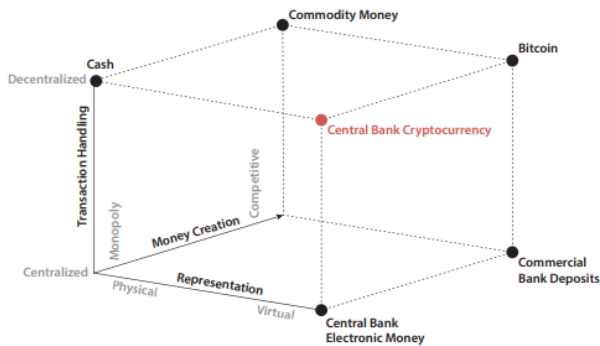 Commodity Money
Bitcoin
Cash
Decentralized
Central Bank Cryptocurrency
Transaction Handling
Monopoly
Money Creation
Competitive
Centralized
Representation
Physical
Virtual
Commercial
Bank Deposits
Central Bank
Electronic Money